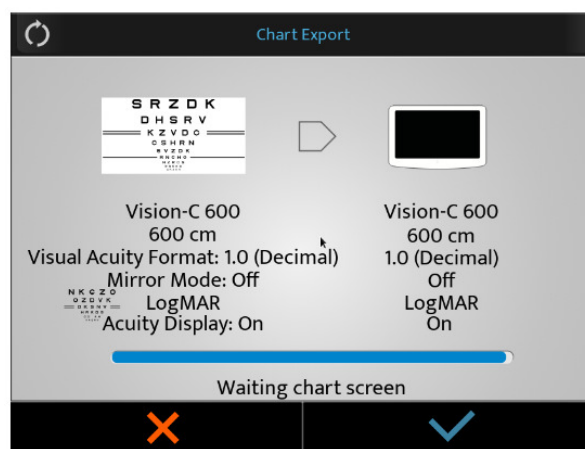 Chart Export
S R Z D K
D H S R V
K Z V D C
C S H R N
S V Z D K
Vision-C 600
600 cm
Visual Acuity Format: 1.0 (Decimal)
Mirror Mode: Off
N K C Z O
O Z D V K
LogMAR
Acuity Display: On
Vision-C 600
600 cm
1.0 (Decimal)
Off
LogMAR
On
Waiting chart screen